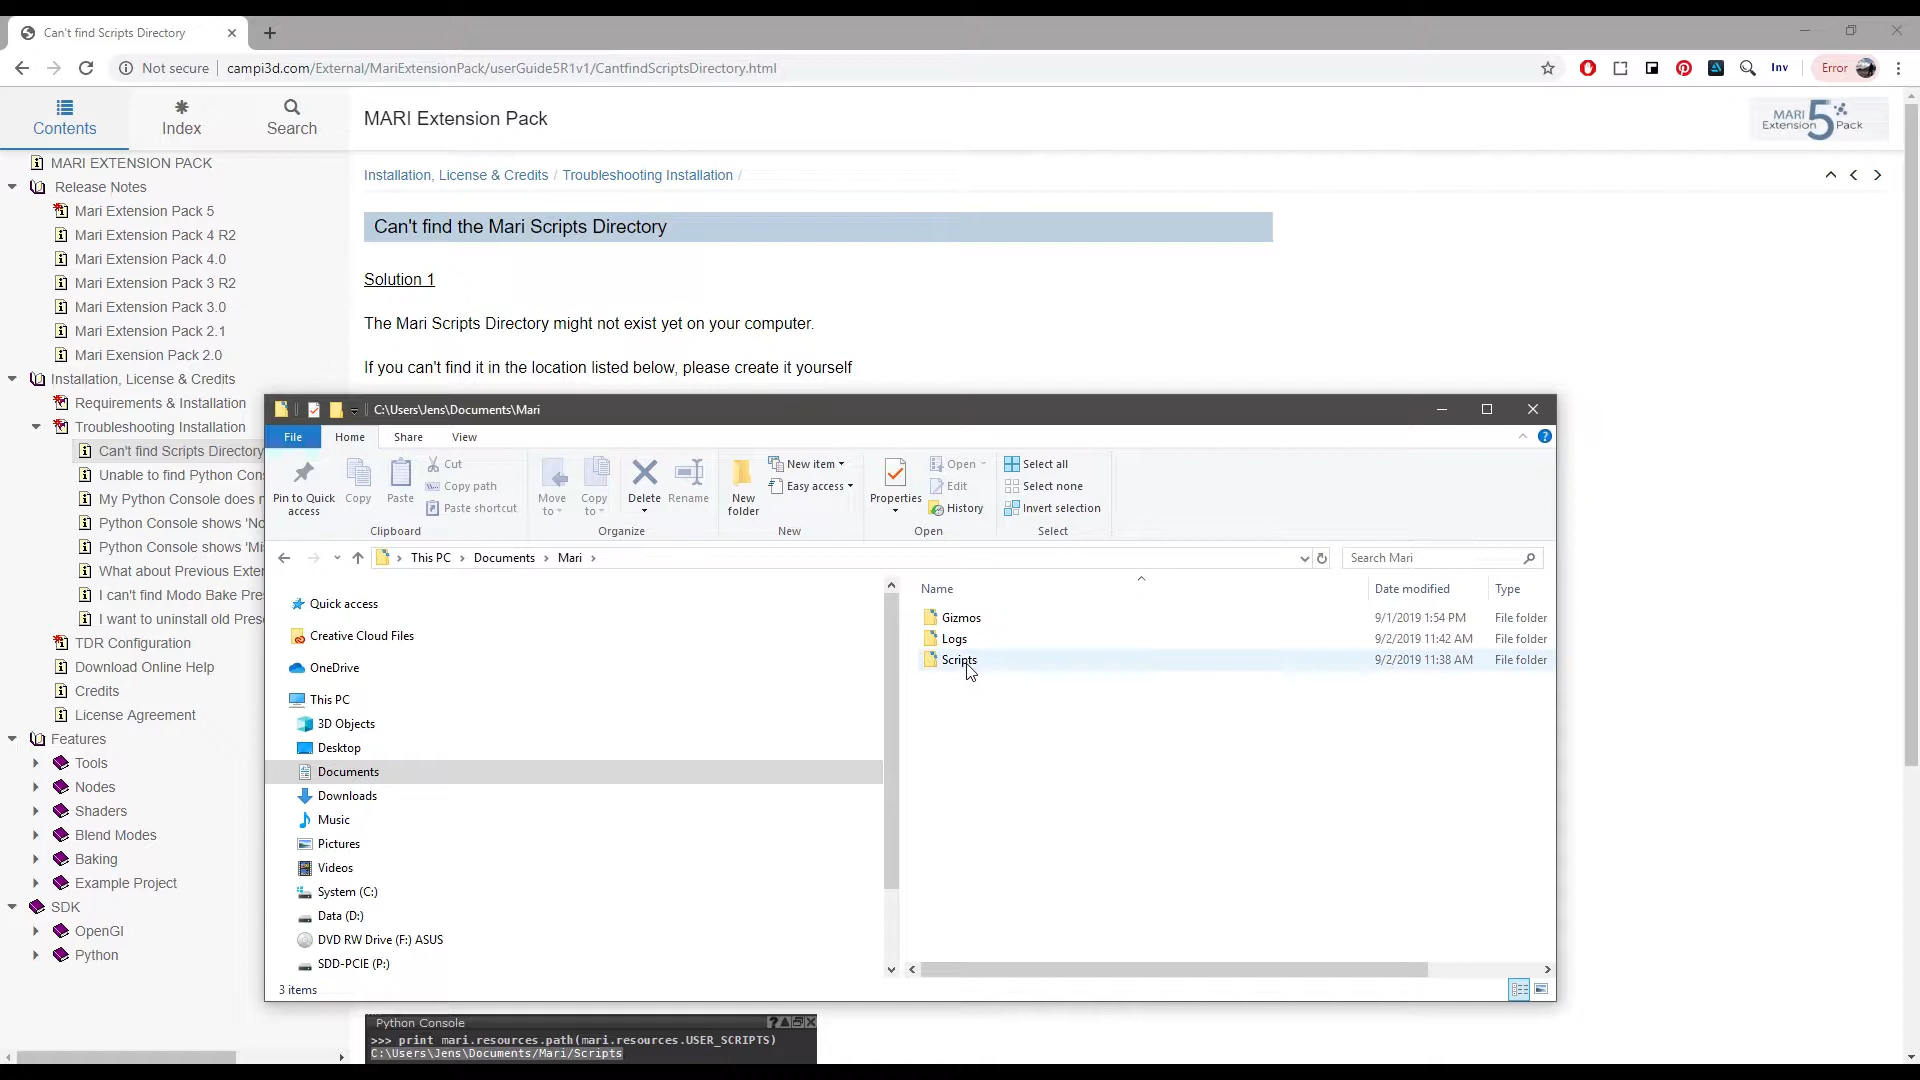 Can't find Scripts Directory
Not secure
campi3d.com/External/MariExtensionPack/userGuide5R1v1/CantfindScriptsDirectory.html
Inv
Error
Contents
Index
Search
MARI Extension Pack
MARI
Extension 5 Pack
MARI EXTENSION PACK
Release Notes
Mari Extension Pack 5
Mari Extension Pack 4 R2
Mari Extension Pack 4.0
Mari Extension Pack 3 R2
Mari Extension Pack 3.0
Mari Extension Pack 2.1
Mari Exension Pack 2.0
Installation, License & Credits
Requirements & Installation
Troubleshooting Installation
Can't find Scripts Directory
Unable to find Python Con
My Python Console does
Python Console shows 'No
Python Console shows 'Mi
What about Previous Exte
I can't find Modo Bake Pre
I want to uninstall old Pres
TDR Configuration
Download Online Help
Credits
License Agreement
Features
Tools
Nodes
Shaders
Blend Modes
Baking
Example Project
SDK
OpenGl
Python
Installation, License & Credits / Troubleshooting Installation /
Can't find the Mari Scripts Directory
Solution 1
The Mari Scripts Directory might not exist yet on your computer.
If you can't find it in the location listed below, please create it yourself
C:\Users\Jens\Documents\Mari
File
Home
Share
View
Pin to Quick access
Copy
Paste
Cut
Copy path
Paste shortcut
Clipboard
Move to
Copy to
Delete
Rename
Organize
New folder
New item
Easy access
New
Properties
Open
Edit
History
Open
Select all
Select none
Invert selection
Select
This PC
Documents
Mari
Search Mari
Quick access
Creative Cloud Files
OneDrive
This PC
3D Objects
Desktop
Documents
Downloads
Music
Pictures
Videos
System (C:)
Data (D:)
DVD RW Drive (F:) ASUS
SDD-PCIE (P:)
Name
Date modified
Type
Gizmos 9/1/2019 1:54 PM File folder
Logs 9/2/2019 11:42 AM File folder
Scripts 9/2/2019 11:38 AM File folder
3 items
Python Console
>>> print mari.resources.path(mari.resources.USER_SCRIPTS)
C:\Users\Jens\Documents/Mari/Scripts